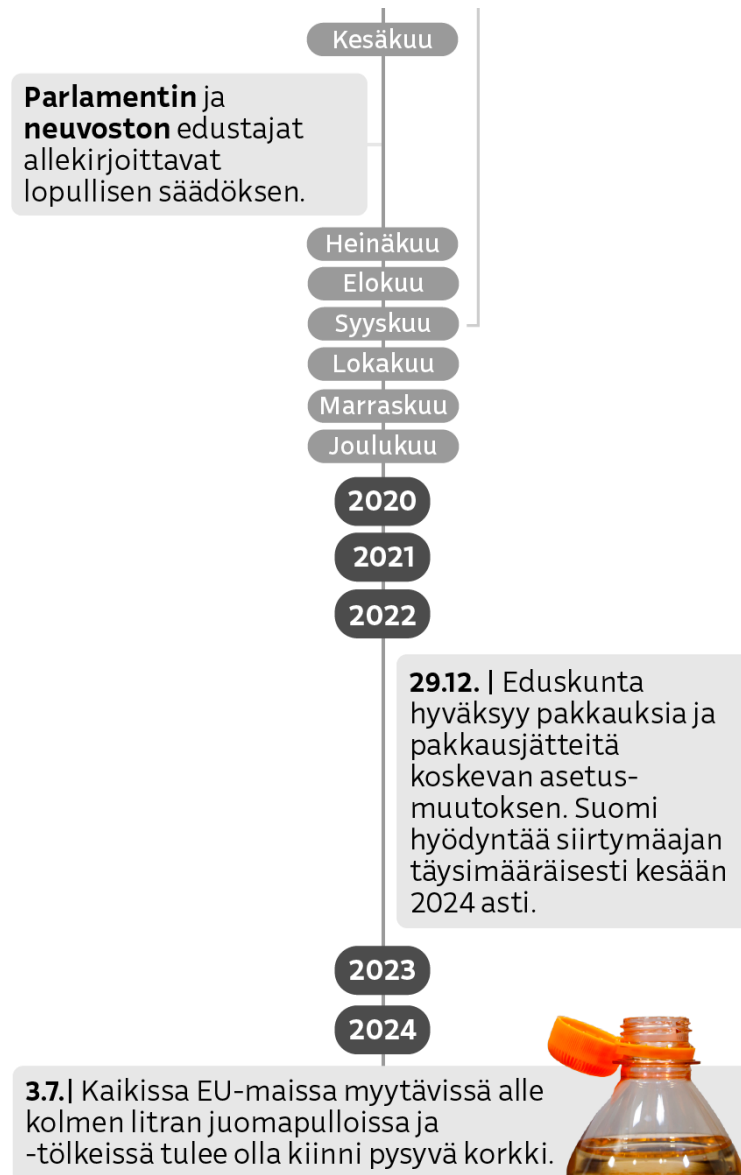 Kesäkuu
Parlamentin ja
neuvoston edustajat
allekirjoittavat
lopullisen säädöksen.
Heinäkuu
Elokuu
Syyskuu
Lokakuu
Marraskuu
Joulukuu
2020
2021
2022
29.12. | Eduskunta
hyväksyy pakkauksia ja
pakkausjätteitä
koskevan asetus-
muutoksen. Suomi
hyödyntää siirtymäajan
täysimääräisesti kesään
2024 asti.
2023
2024
3.7.| Kaikissa EU-maissa myytävissä alle
kolmen litran juomapulloissa ja
-tölkeissä tulee olla kiinni pysyvä korkki.